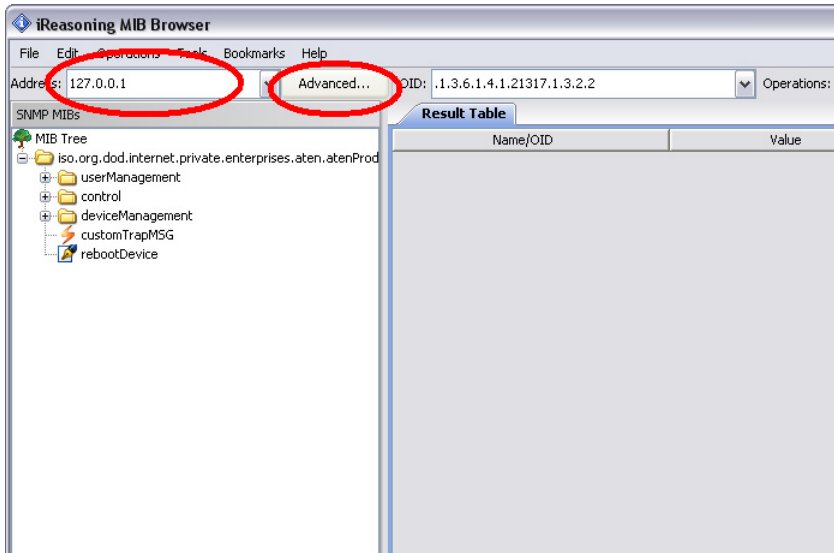 iReasoning MIB Browser
File Edit Operations Tools Bookmarks Help
Address: 127.0.0.1 Advanced... OID: .1.3.6.1.4.1.21317.1.3.2.2 Operations:
SNMP MIBs Result Table
MIB Tree Name/OID Value
iso.org.dod.internet.private.enterprises.aten.atenProd
userManagement
control
deviceManagement
customTrapMSG
rebootDevice